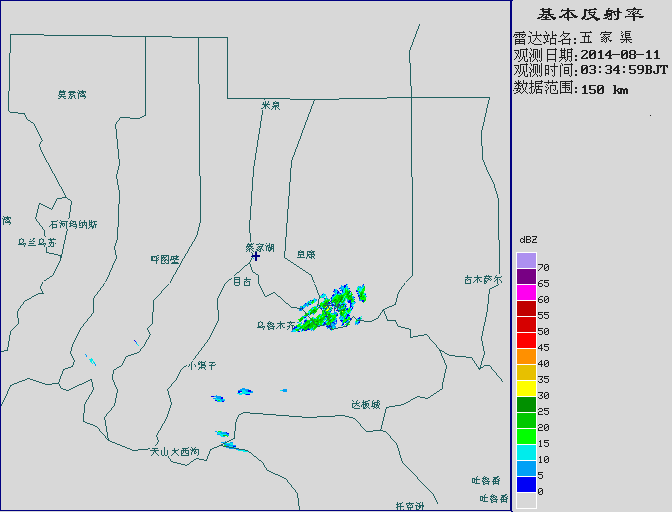 基本反射率
雷达站名:五 家 渠
观测日期:2014-08-11
观测时间:03:34:59BJT
数据范围:150 km
莫索湾
米泉
湾
石河玛纳斯
乌兰乌苏
呼图壁
蔡家湖
阜康
昌吉
吉木萨尔
乌鲁木齐
小渠子
达板城
天山大西沟
吐鲁番
吐鲁番
托克逊
dBZ
70
65
60
55
50
45
40
35
30
25
20
15
10
5
0